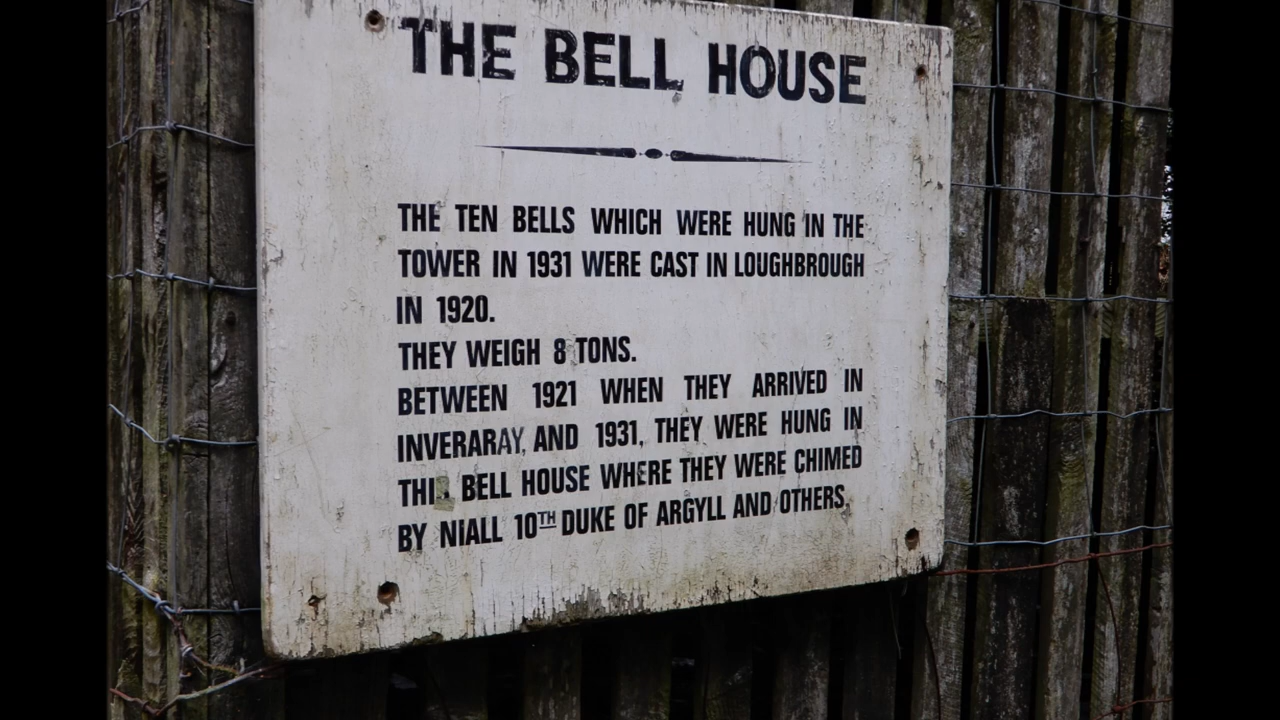 THE BELL HOUSE
THE TEN BELLS WHICH WERE HUNG IN THE
TOWER IN 1931 WERE CAST IN LOUGHBROUGH
IN 1920.
THEY WEIGH 8 TONS.
BETWEEN 1921 WHEN THEY ARRIVED IN
INVERARAY, AND 1931, THEY WERE HUNG IN
THIS BELL HOUSE WHERE THEY WERE CHIMED
BY NIALL 10TH DUKE OF ARGYLL AND OTHERS.